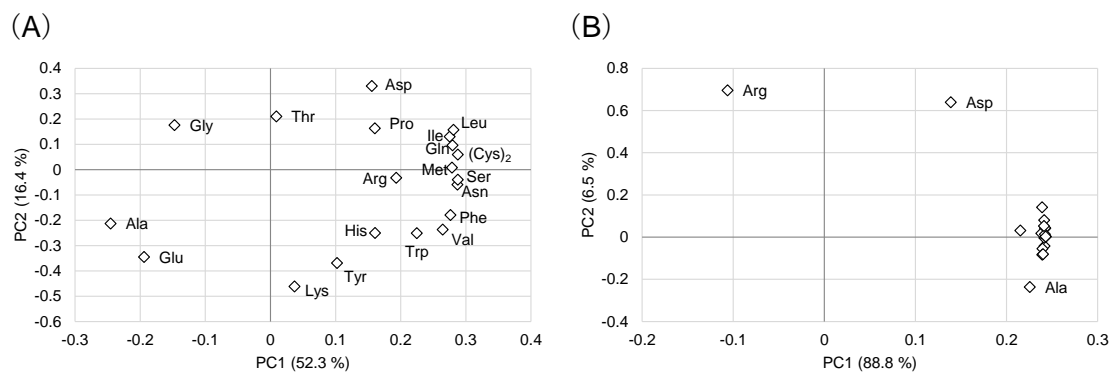 (A)
0.4
0.3
0.2
0.1
0
-0.1
-0.2
-0.3
-0.4
-0.5
-0.6
-0.3
-0.2
-0.1
0
0.1
0.2
0.3
0.4
PC2 (16.4 %)
PC1 (52.3 %)
Asp
Thr
Gly
Pro
Leu
Ile
Gln
(Cys)2
Met
Ser
Arg
Asn
Ala
Phe
His
Val
Trp
Glu
Tyr
Lys
(B)
0.8
0.6
0.4
0.2
0
-0.2
-0.4
-0.2
-0.1
0
0.1
0.2
0.3
PC2 (6.5 %)
PC1 (88.8 %)
Arg
Asp
Ala